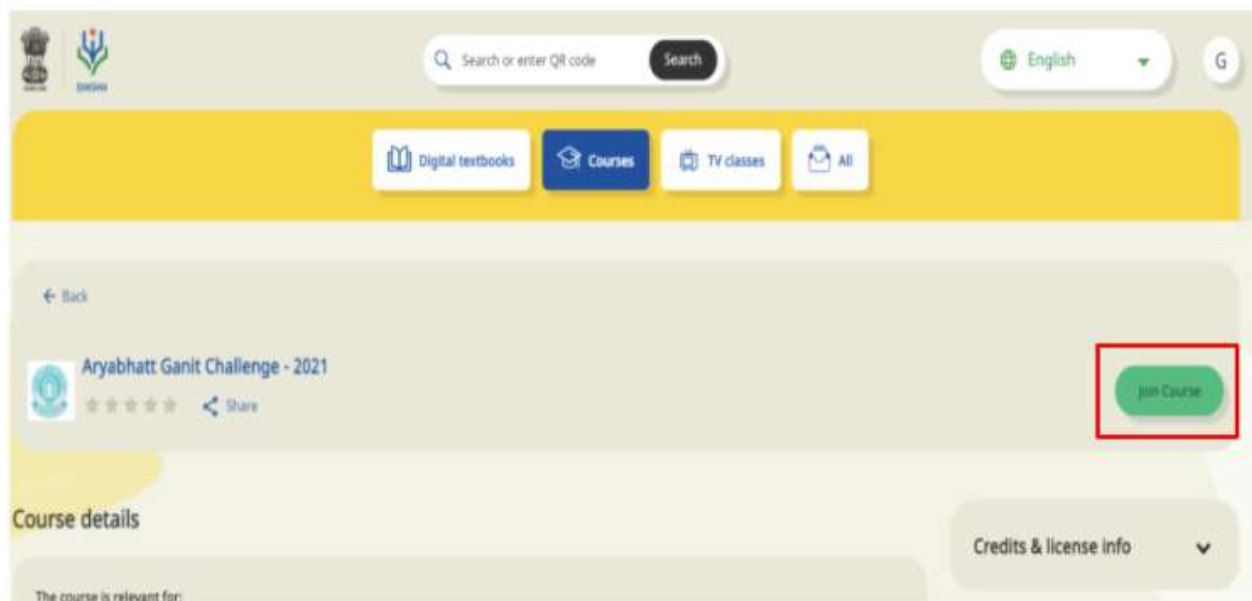 DIKSHA
Search or enter QR code
Search
English
G
Digital textbooks
Courses
TV classes
All
← Back
Aryabhatt Ganit Challenge - 2021
Share
Join Course
Course details
Credits & license info
The course is relevant for: